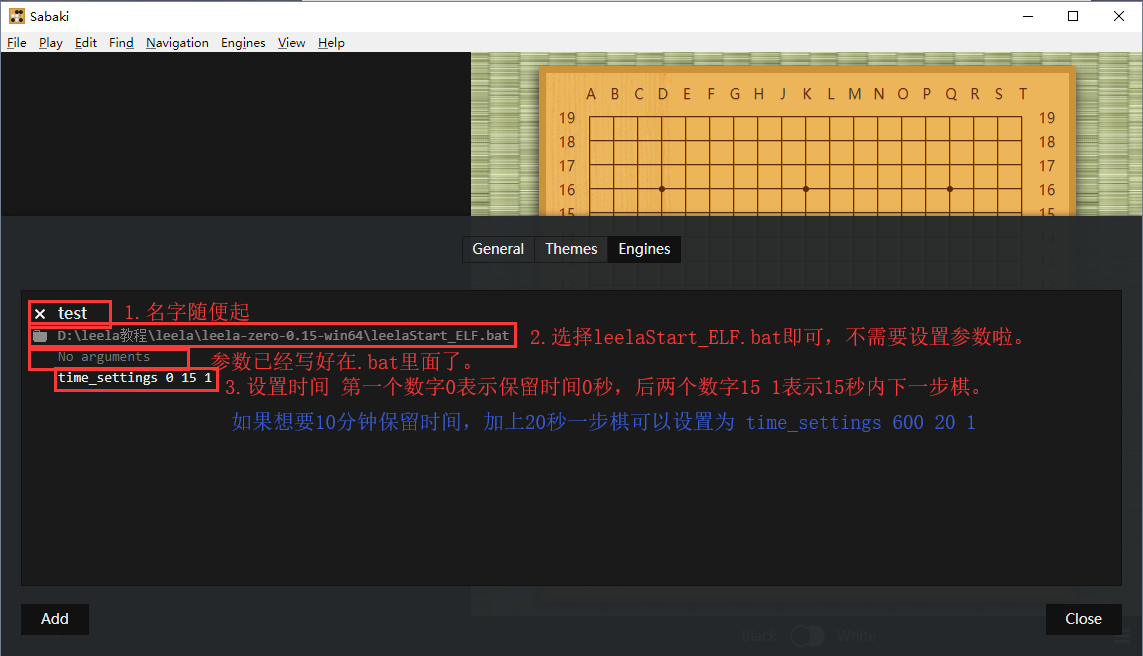 Sabaki
File Play Edit Find Navigation Engines View Help
A B C D E F G H J K L M N O P Q R S T
19 19
18 18
17 17
16 16
15 15
General Themes Engines
test 1.名字随便起
D:\leela教程\leela\leela-zero-0.15-win64\leelaStart_ELF.bat 2.选择leelaStart_ELF.bat即可，不需要设置参数啦。
No arguments 参数已经写好在.bat里面了。
time_settings 0 15 1 3.设置时间 第一个数字0表示保留时间0秒，后两个数字15 1表示15秒内下一步棋。
如果想要10分钟保留时间，加上20秒一步棋可以设置为 time_settings 600 20 1
Add Close
Black White